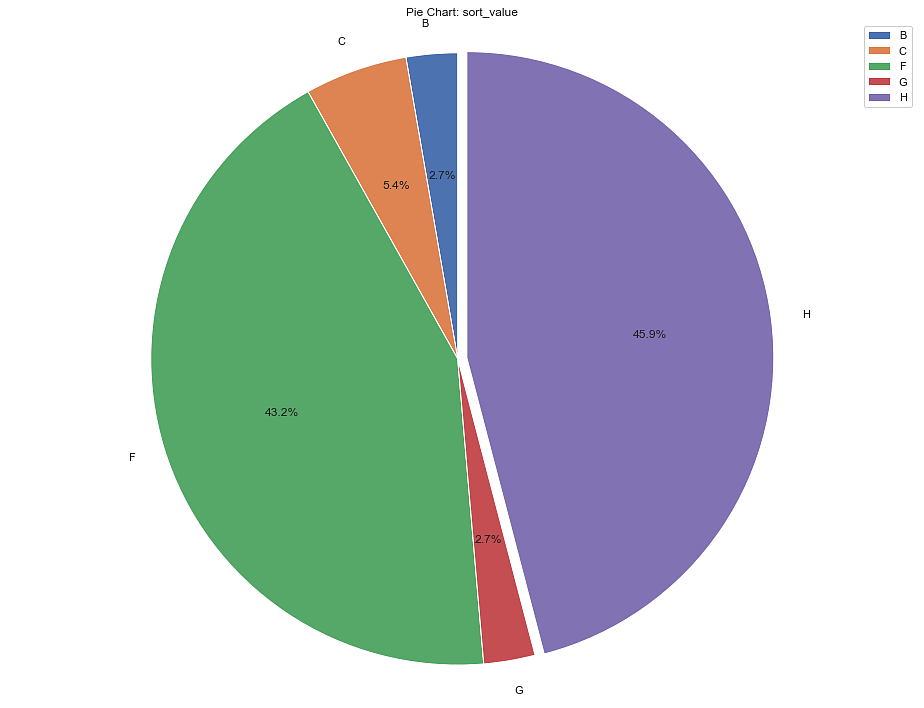 Pie Chart: sort_value
B
C
B
C
F
G
H
2.7%
5.4%
H
45.9%
43.2%
F
2.7%
G